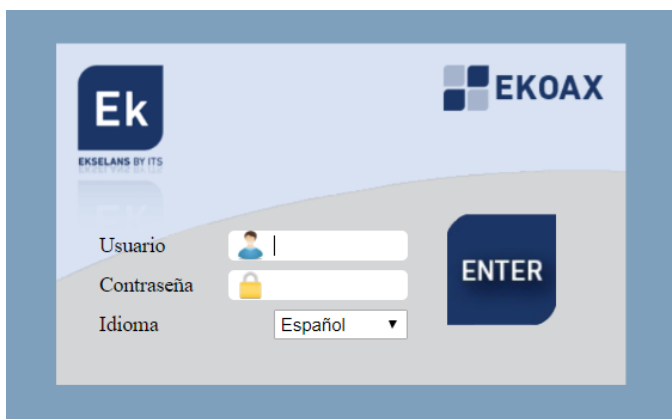 Ek
EKOAX
EKSELANS BY ITS
Usuario
Contraseña
Idioma
Español
ENTER